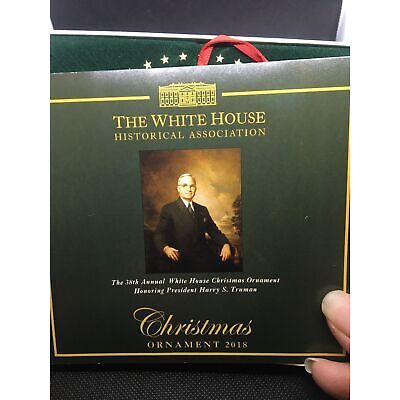 THE WHITE HOUSE
HISTORICAL ASSOCIATION
The 38th Annual White House Christmas Ornament
Honoring President Harry S. Truman
Christmas
ORNAMENT 2018